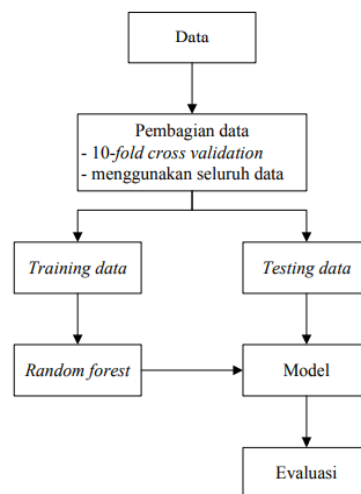 Data
Pembagian data
- 10-fold cross validation
- menggunakan seluruh data
Training data
Testing data
Random forest
Model
Evaluasi